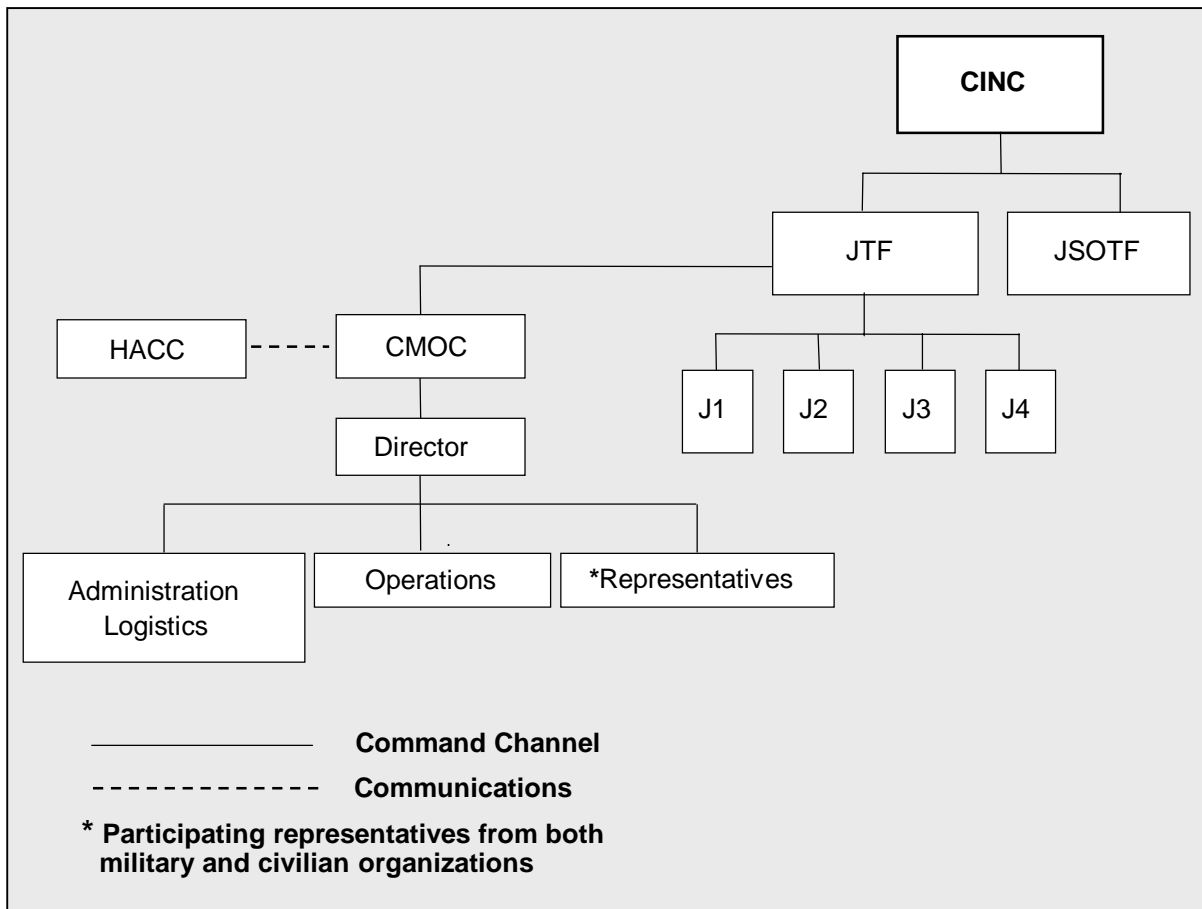 CINC
JTF
JSOTF
HACC
CMOC
J1
J2
J3
J4
Director
Administration
Logistics
Operations
*Representatives
Command Channel
Communications
* Participating representatives from both
military and civilian organizations